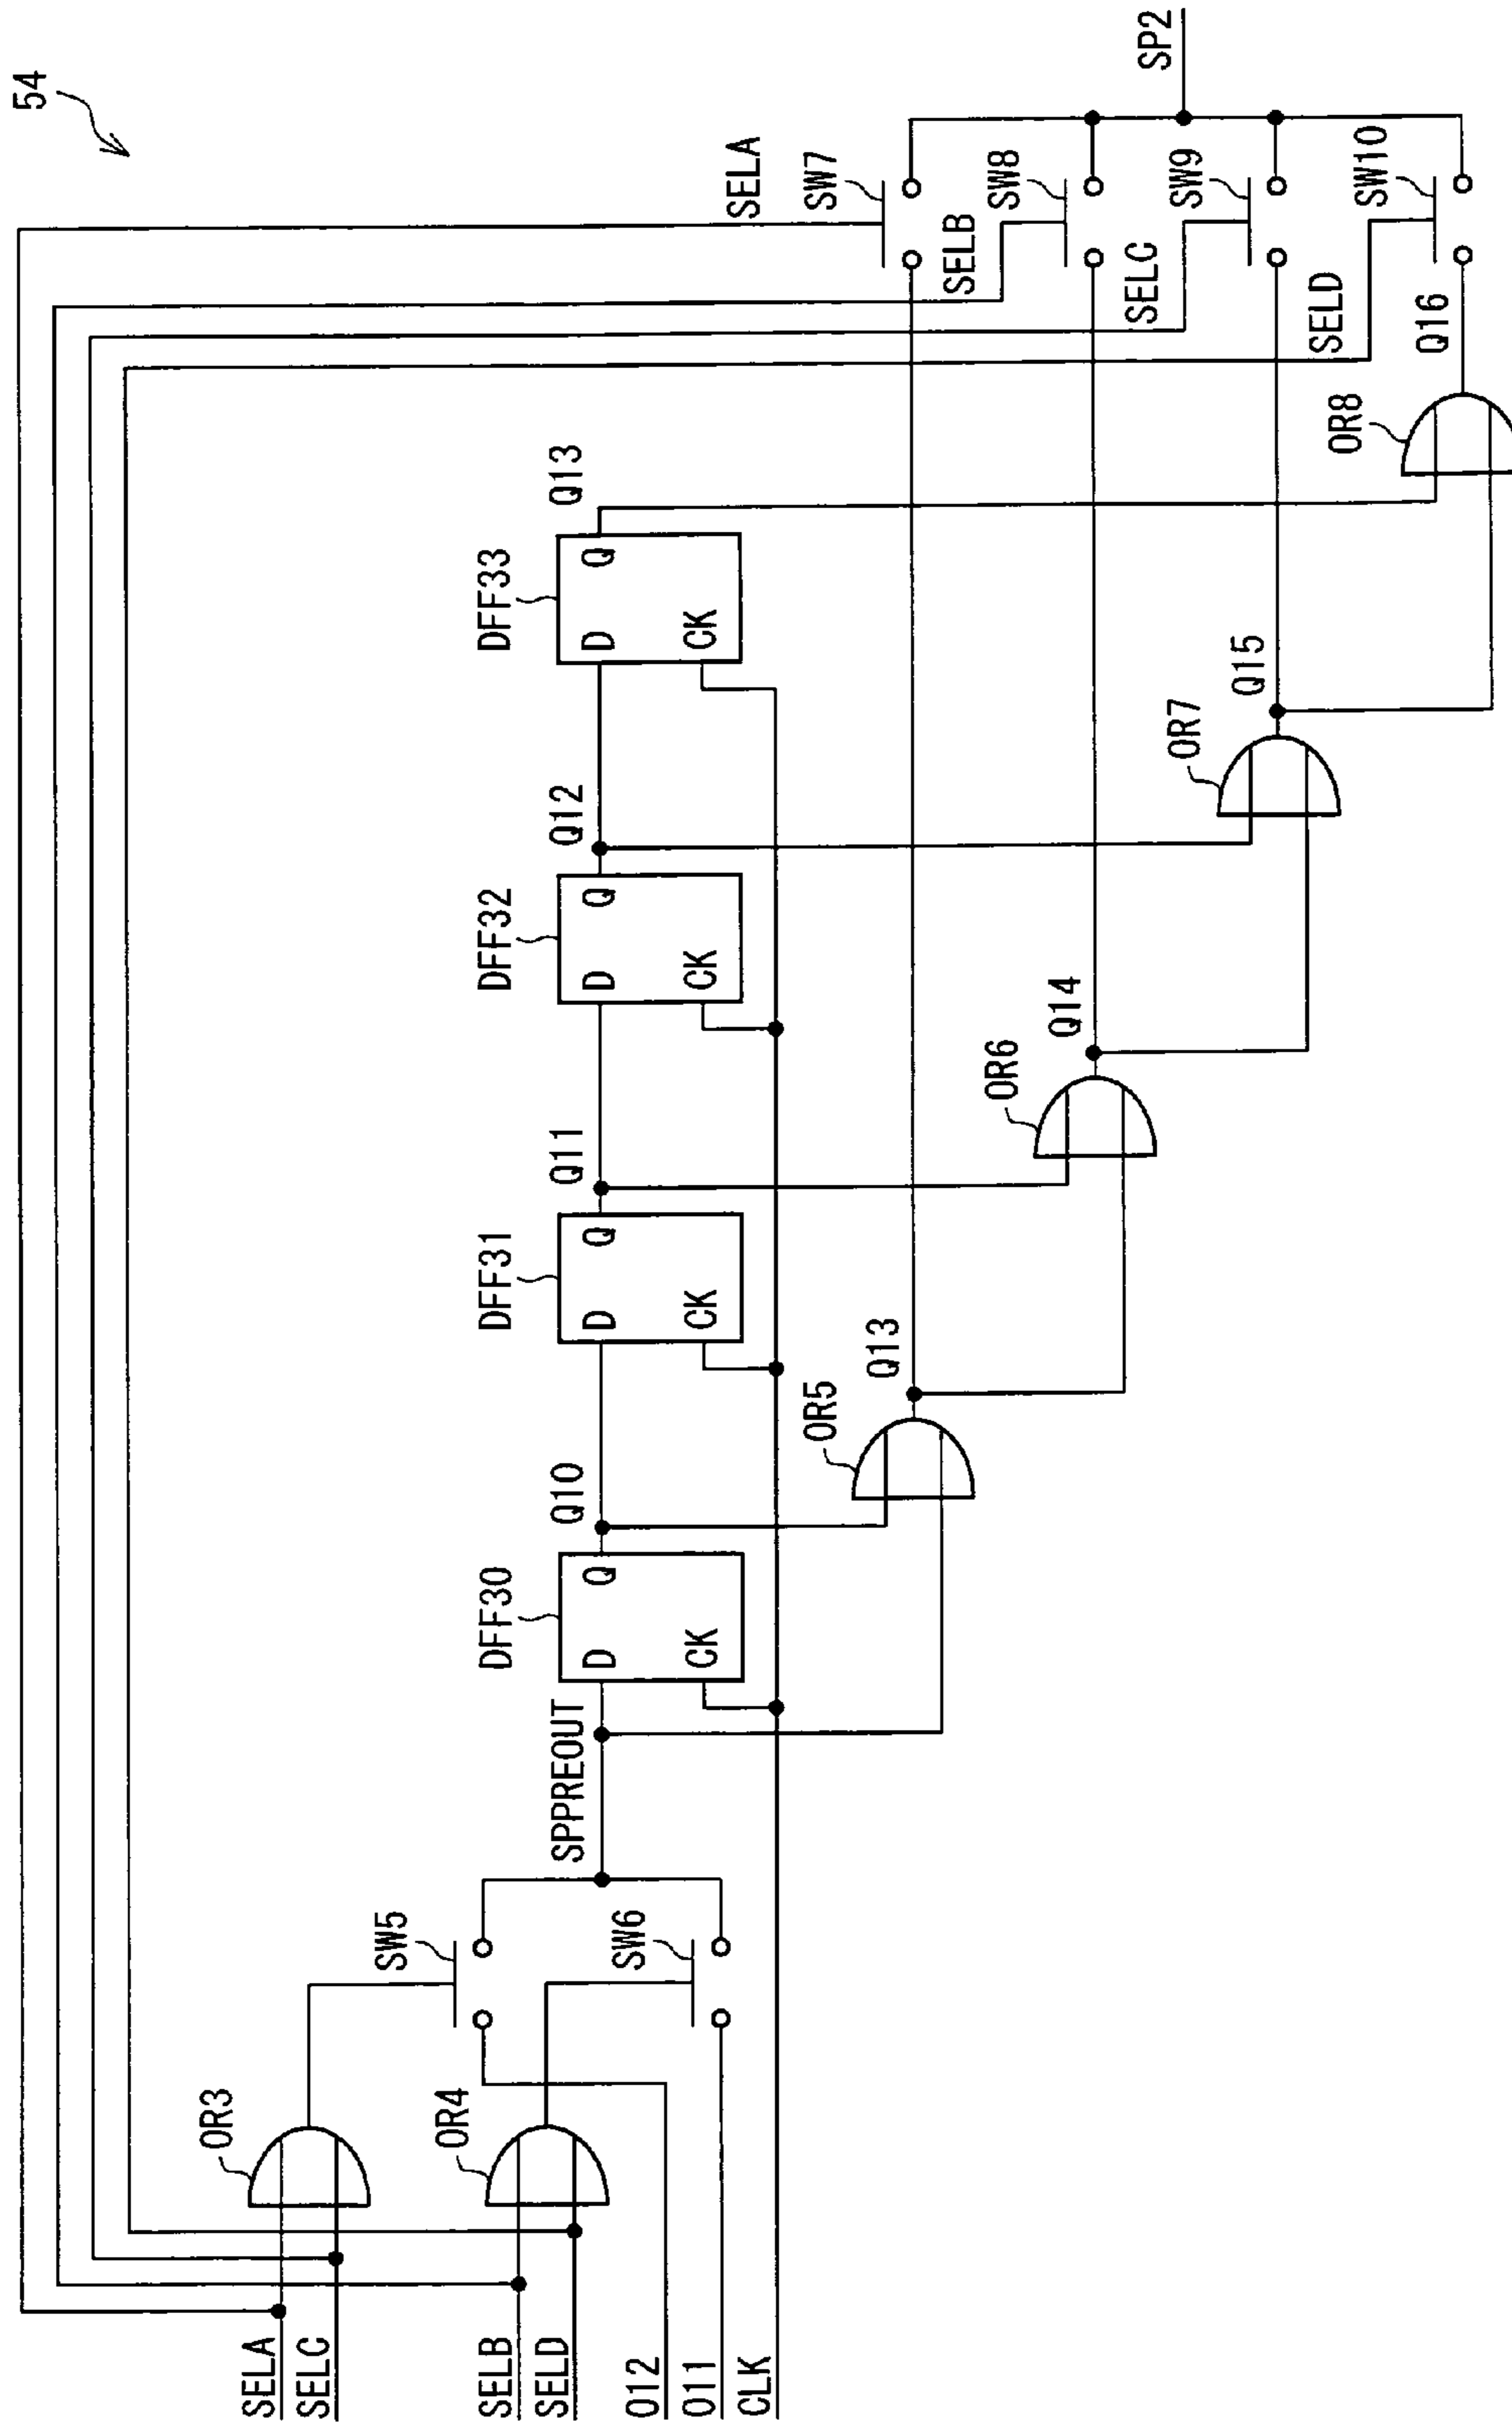 54
SELA
SELC
SELB
SELD
O12
O11
CLK
OR3
OR4
SW5
SW6
SPPREOUT
DFF30
D
Q
CK
Q10
OR5
Q13
DFF31
D
Q
CK
Q11
OR6
Q14
DFF32
D
Q
CK
Q12
OR7
Q15
DFF33
D
Q
CK
Q13
OR8
Q16
SELA
SW7
SELB
SW8
SELC
SW9
SELD
SW10
SP2